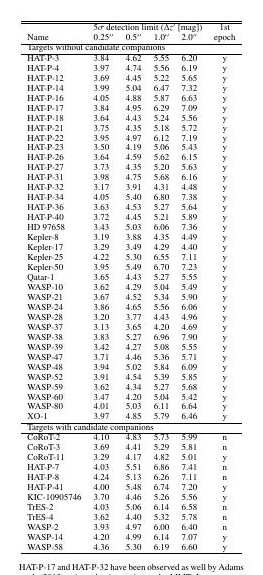 5σ detection limit (Δz′ [mag]) 1st
Name 0.25″ 0.5″ 1.0″ 2.0″ epoch
Targets without candidate companions
HAT-P-3 3.84 4.62 5.55 6.20 y
HAT-P-4 3.97 4.74 5.56 6.19 y
HAT-P-12 3.69 4.45 5.22 5.65 y
HAT-P-14 3.99 5.04 6.47 7.32 y
HAT-P-16 4.05 4.88 5.87 6.63 y
HAT-P-17 3.84 4.95 6.29 7.09 y
HAT-P-18 3.64 4.43 5.24 5.56 y
HAT-P-21 3.75 4.35 5.18 5.72 y
HAT-P-22 3.95 4.97 6.12 7.19 y
HAT-P-23 3.50 4.19 5.06 5.43 y
HAT-P-26 3.64 4.59 5.62 6.15 y
HAT-P-27 3.73 4.35 5.20 5.63 y
HAT-P-31 3.98 4.75 5.68 6.16 y
HAT-P-32 3.17 3.91 4.31 4.48 y
HAT-P-34 4.05 5.40 6.80 7.38 y
HAT-P-36 3.63 4.53 5.27 5.64 y
HAT-P-40 3.72 4.45 5.21 5.89 y
HD 97658 3.43 5.03 6.06 7.36 y
Kepler-8 3.19 3.88 4.35 4.49 y
Kepler-17 3.29 3.49 4.29 4.40 y
Kepler-25 4.22 5.30 6.55 7.11 y
Kepler-50 3.95 5.49 6.70 7.23 y
Qatar-1 3.65 4.43 5.27 5.55 y
WASP-10 3.62 4.29 5.04 5.49 y
WASP-21 3.67 4.52 5.34 5.90 y
WASP-24 3.86 4.65 5.56 6.06 y
WASP-28 3.20 3.77 4.43 4.96 y
WASP-37 3.13 3.65 4.20 4.69 y
WASP-38 3.83 5.27 6.96 7.90 y
WASP-39 3.42 4.27 5.08 5.55 y
WASP-47 3.71 4.46 5.36 5.71 y
WASP-48 3.94 5.02 5.84 6.09 y
WASP-52 3.91 4.54 5.39 5.85 y
WASP-59 3.62 4.34 5.27 5.68 y
WASP-60 3.47 4.20 5.04 5.42 y
WASP-80 4.01 5.03 6.11 6.64 y
XO-1 3.97 4.85 5.79 6.46 y
Targets with candidate companions
CoRoT-2 4.10 4.83 5.73 5.99 n
CoRoT-3 3.69 4.41 5.29 5.81 n
CoRoT-11 3.29 4.17 4.82 5.01 y
HAT-P-7 4.03 5.51 6.86 7.41 n
HAT-P-8 4.24 5.13 6.26 7.11 n
HAT-P-41 4.00 5.48 6.74 7.20 y
KIC-10905746 3.70 4.46 5.26 5.56 y
TrES-2 4.03 5.06 6.14 6.58 n
TrES-4 3.62 4.40 5.32 5.78 n
WASP-2 3.93 4.97 6.00 6.40 n
WASP-14 4.20 4.99 6.14 7.07 y
WASP-58 4.36 5.30 6.19 6.60 y
HAT-P-17 and HAT-P-32 have been observed as well by Adams